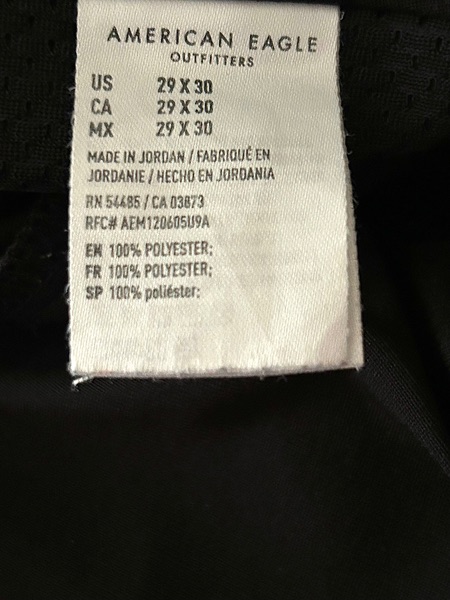 AMERICAN EAGLE
OUTFITTERS
US 29 X 30
CA 29 X 30
MX 29 X 30
MADE IN JORDAN / FABRIQUÉ EN
JORDANIE / HECHO EN JORDANIA
RN 54485 / CA 03873
RFC# AEM120605U9A
EN 100% POLYESTER;
FR 100% POLYESTER;
SP 100% poliéster;